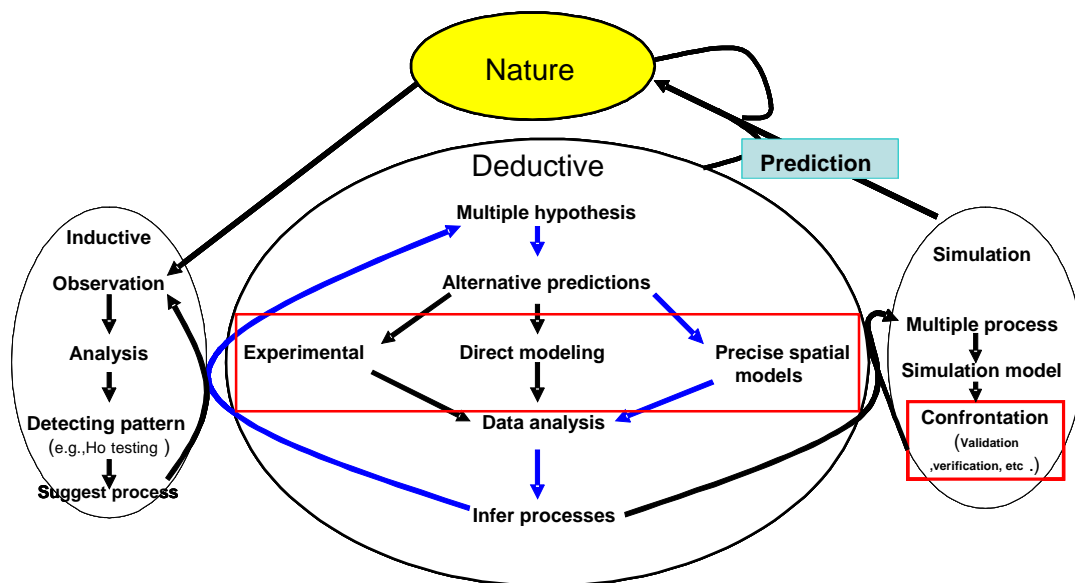 Nature
Prediction
Deductive
Multiple hypothesis
Alternative predictions
Experimental
Direct modeling
Precise spatial
models
Data analysis
Infer processes
Inductive
Observation
Analysis
Detecting pattern
(e.g.,Ho testing )
Suggest process
Simulation
Multiple process
Simulation model
Confrontation
(Validation
,verification, etc .)